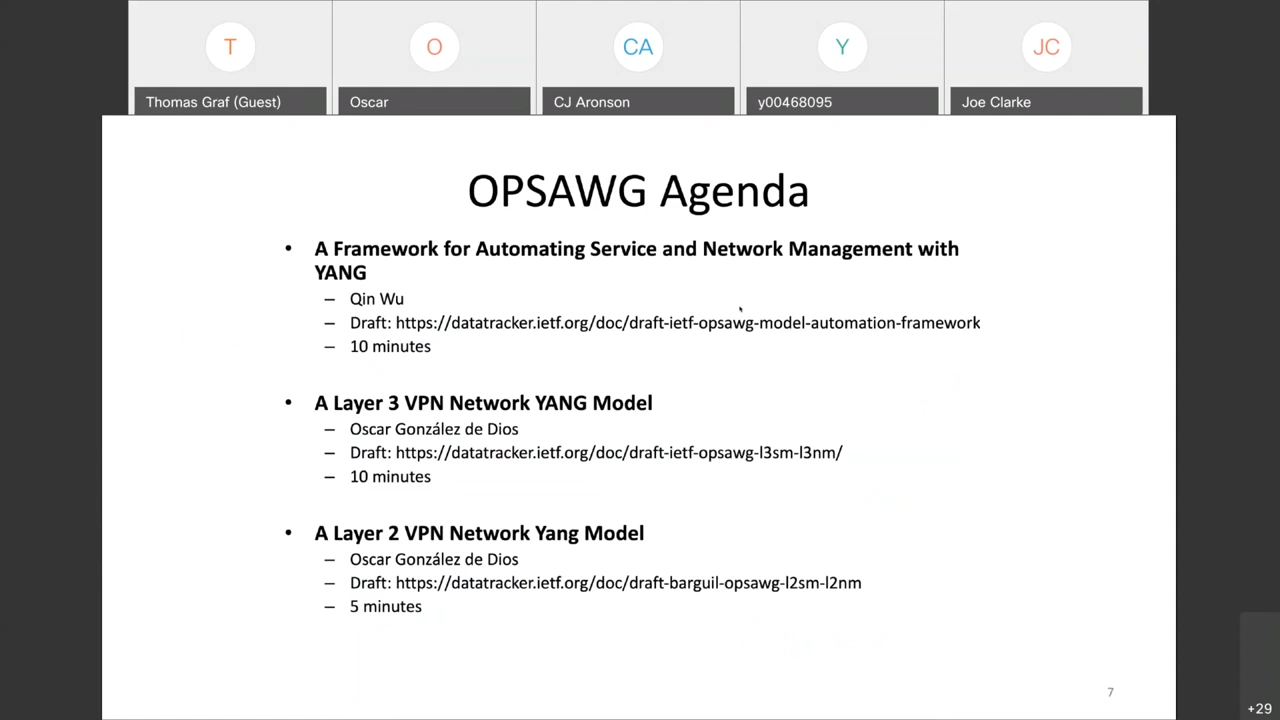 T
O
CA
Y
JC
Thomas Graf (Guest)
Oscar
CJ Aronson
y00468095
Joe Clarke
OPSAWG Agenda
• A Framework for Automating Service and Network Management with
YANG
– Qin Wu
– Draft: https://datatracker.ietf.org/doc/draft-ietf-opsawg-model-automation-framework
– 10 minutes
• A Layer 3 VPN Network YANG Model
– Oscar González de Dios
– Draft: https://datatracker.ietf.org/doc/draft-ietf-opsawg-l3sm-l3nm/
– 10 minutes
• A Layer 2 VPN Network Yang Model
– Oscar González de Dios
– Draft: https://datatracker.ietf.org/doc/draft-barguil-opsawg-l2sm-l2nm
– 5 minutes
7
+29